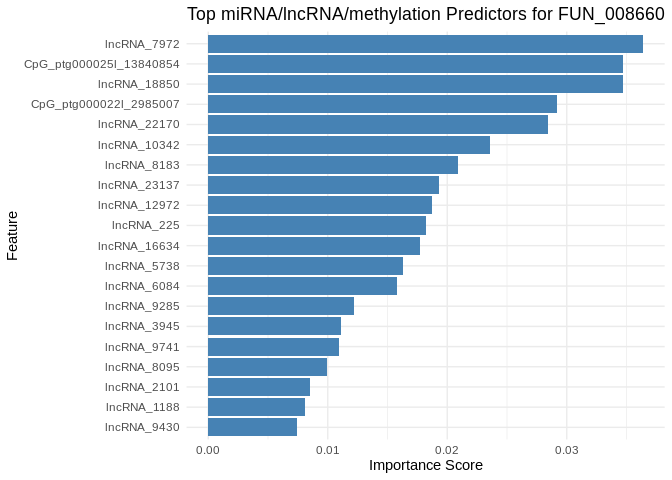 Top miRNA/lncRNA/methylation Predictors for FUN_008660
lncRNA_7972
CpG_ptg000025l_13840854
lncRNA_18850
CpG_ptg000022l_2985007
lncRNA_22170
lncRNA_10342
lncRNA_8183
lncRNA_23137
lncRNA_12972
lncRNA_225
lncRNA_16634
lncRNA_5738
lncRNA_6084
lncRNA_9285
lncRNA_3945
lncRNA_9741
lncRNA_8095
lncRNA_2101
lncRNA_1188
lncRNA_9430
Feature
0.00 0.01 0.02 0.03
Importance Score